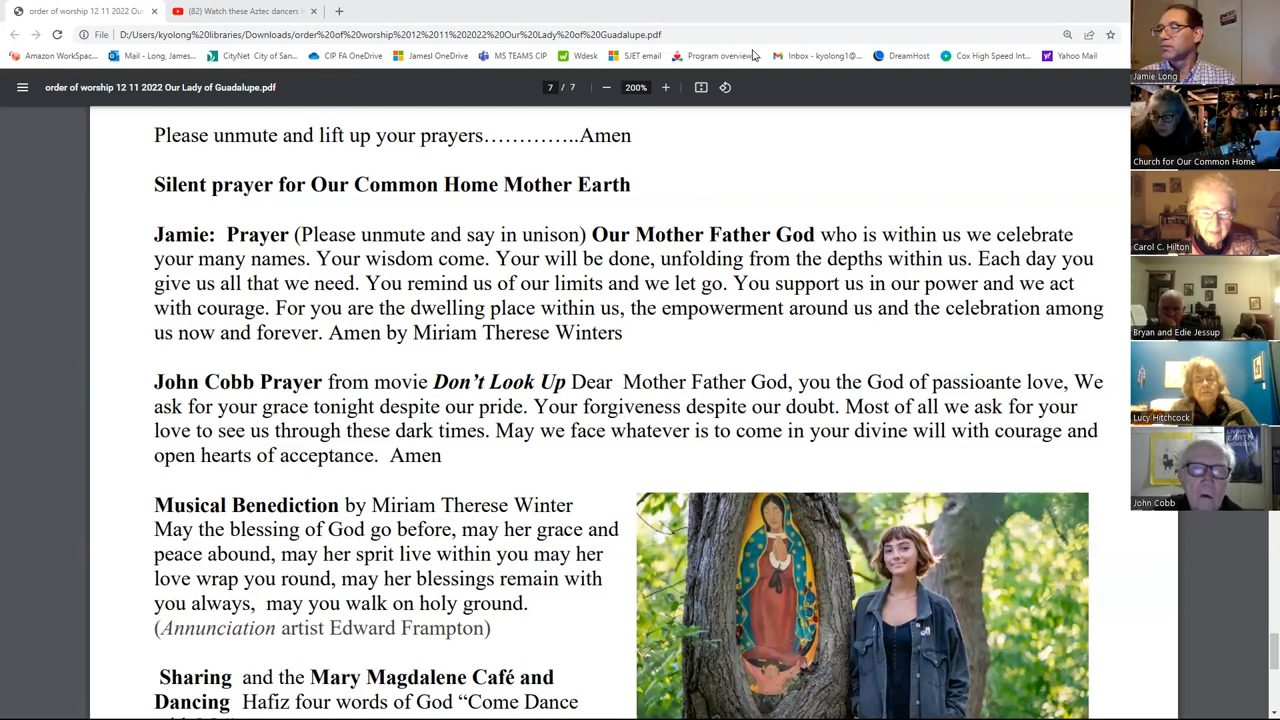 order of worship 12 11 2022 Our
(82) Watch these Aztec dancers
File D:/Users/kyolong%20libraries/Downloads/order%20of%20worship%2012%2011%202022%20Our%20Lady%20of%20Guadalupe.pdf
Amazon WorkSpac...
Mail - Long, James...
CityNet City of San...
CIP FA OneDrive
JamesI OneDrive
MS TEAMS CIP
Wdesk
SJET email
Program overview
Inbox - kyolong1@...
DreamHost
Cox High Speed Int...
Yahoo Mail
order of worship 12 11 2022 Our Lady of Guadalupe.pdf
7 / 7
200%
Please unmute and lift up your prayers…………..Amen
Silent prayer for Our Common Home Mother Earth
Jamie: Prayer (Please unmute and say in unison) Our Mother Father God who is within us we celebrate
your many names. Your wisdom come. Your will be done, unfolding from the depths within us. Each day you
give us all that we need. You remind us of our limits and we let go. You support us in our power and we act
with courage. For you are the dwelling place within us, the empowerment around us and the celebration among
us now and forever. Amen by Miriam Therese Winters
John Cobb Prayer from movie Don't Look Up Dear Mother Father God, you the God of passioante love, We
ask for your grace tonight despite our pride. Your forgiveness despite our doubt. Most of all we ask for your
love to see us through these dark times. May we face whatever is to come in your divine will with courage and
open hearts of acceptance. Amen
Musical Benediction by Miriam Therese Winter
May the blessing of God go before, may her grace and
peace abound, may her sprit live within you may her
love wrap you round, may her blessings remain with
you always, may you walk on holy ground.
(Annunciation artist Edward Frampton)
Sharing and the Mary Magdalene Café and
Dancing Hafiz four words of God “Come Dance
Jamie Long
Church for Our Common Home
Carol C. Hilton
Bryan and Edie Jessup
Lucy Hitchcock
LIVING
EARTH
MOVEMENT
John Cobb